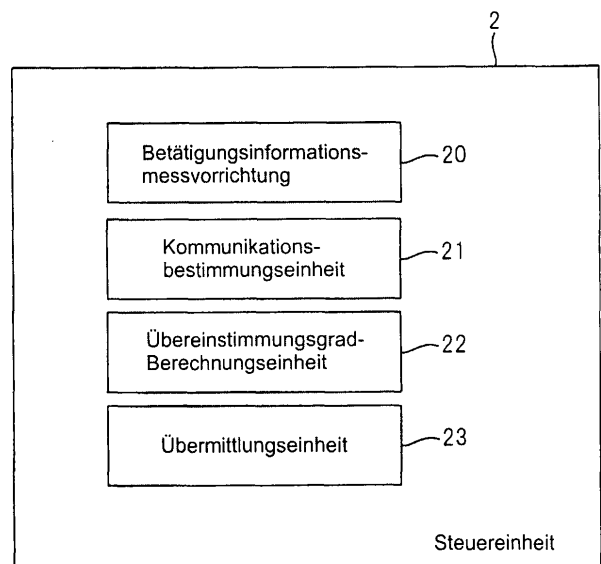 2
Betätigungsinformations-
messvorrichtung
20
Kommunikations-
bestimmungseinheit
21
Übereinstimmungsgrad-
Berechnungseinheit
22
Übermittlungseinheit
23
Steuereinheit